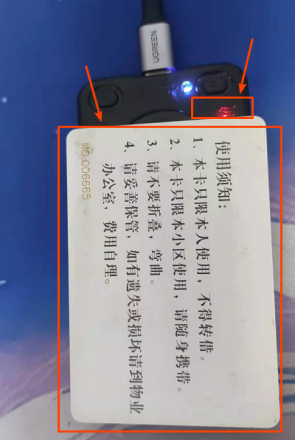 UGREEN
使用须知：
1、本卡只限本人使用，不得转借。
2、本卡只限本小区使用，请随身携带。
3、请不要折叠，弯曲。
4、请妥善保管，如有遗失或损坏请到物业
办公室，费用自理。
NO.006665